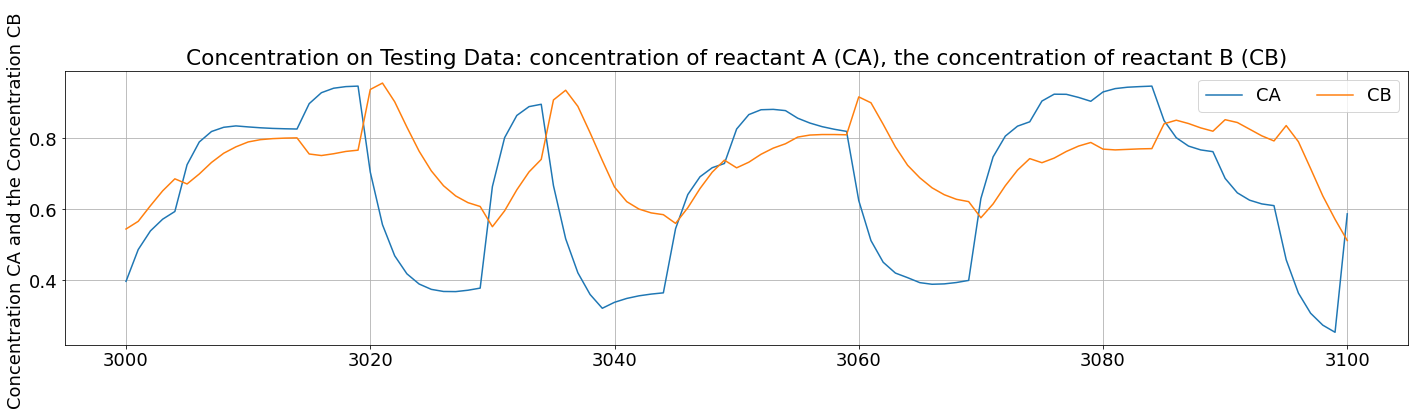 Concentration on Testing Data: concentration of reactant A (CA), the concentration of reactant B (CB)
Concentration CA and the Concentration CB
CA CB
0.8
0.6
0.4
3000 3020 3040 3060 3080 3100